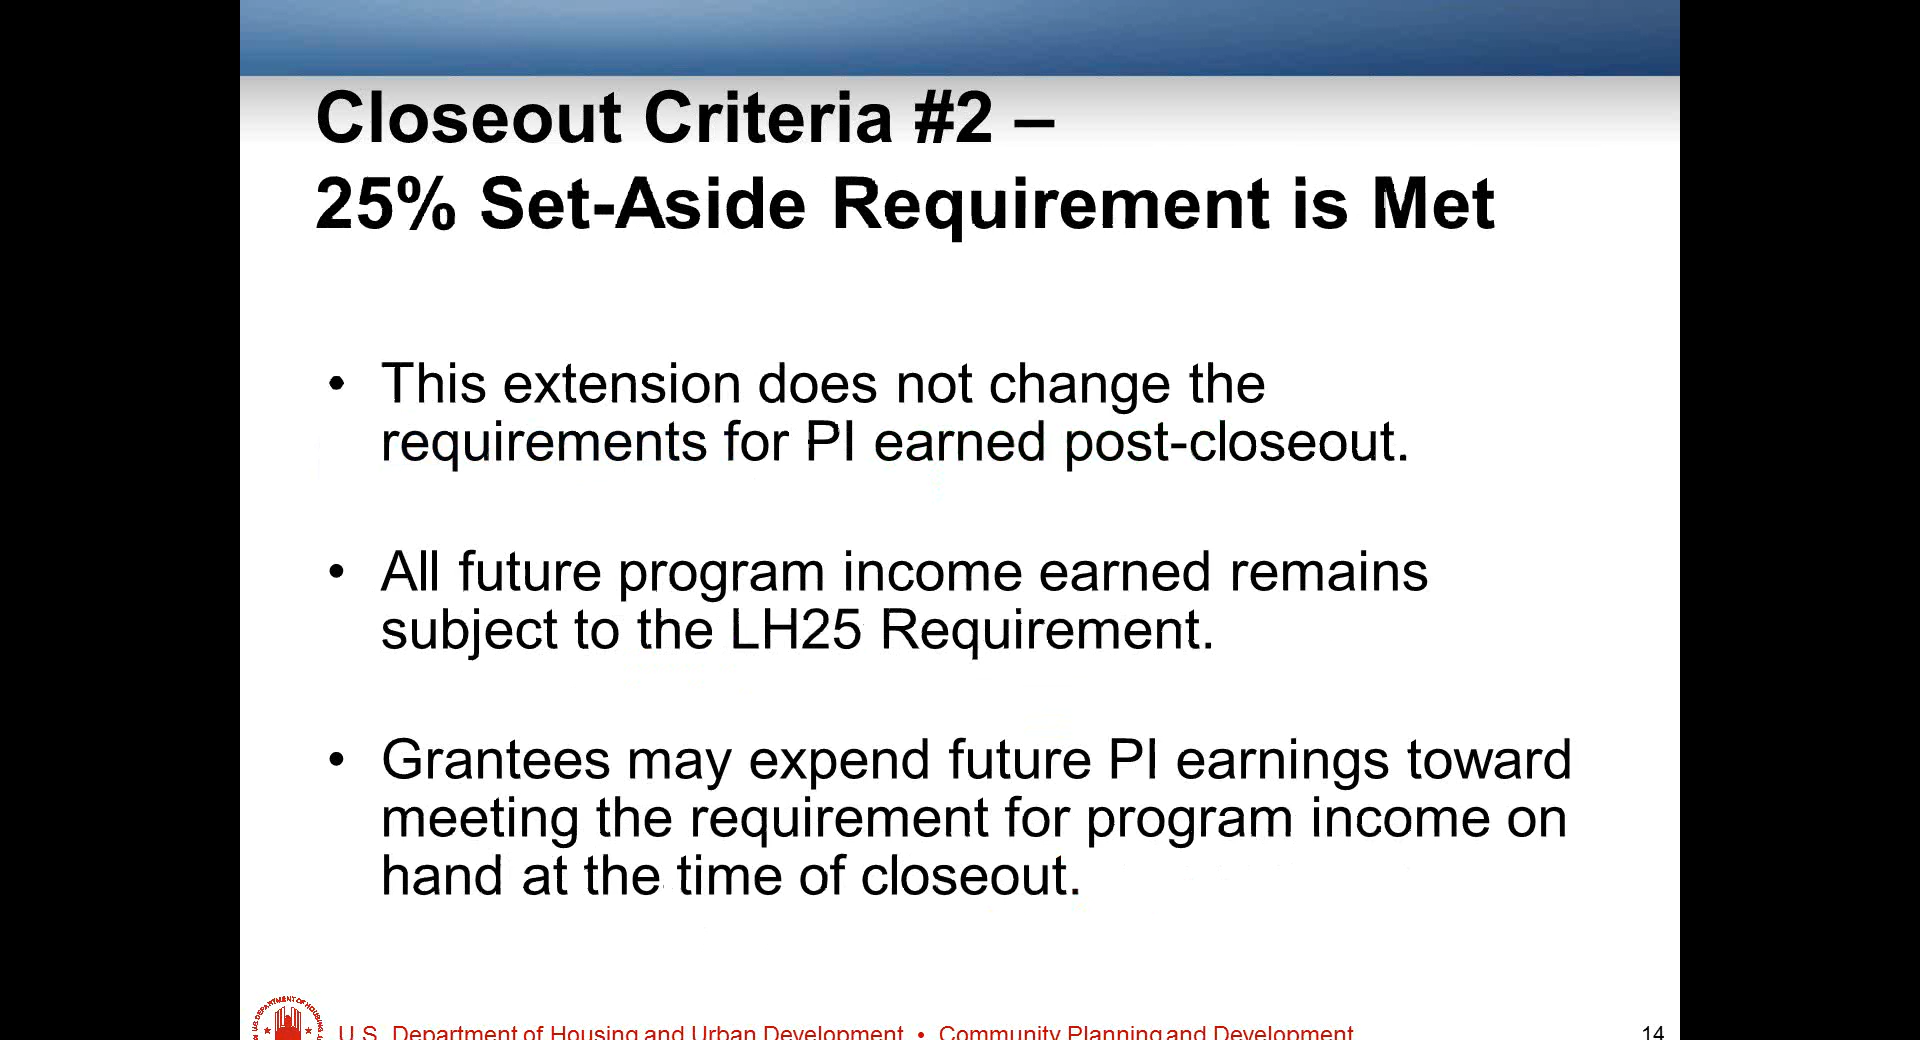 Closeout Criteria #2 –
25% Set-Aside Requirement is Met
• This extension does not change the
requirements for PI earned post-closeout.
• All future program income earned remains
subject to the LH25 Requirement.
• Grantees may expend future PI earnings toward
meeting the requirement for program income on
hand at the time of closeout.
U.S. Department of Housing and Urban Development • Community Planning and Development
14